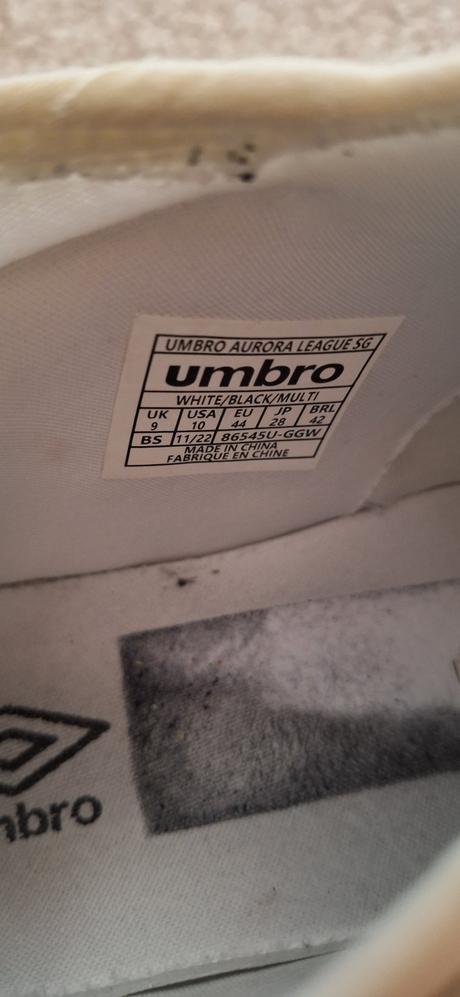 UMBRO AURORA LEAGUE SG
umbro
WHITE/BLACK/MULTI
UK USA EU JP BRL
9 10 44 28 42
BS 11/22 86545U-GGW
MADE IN CHINA
FABRIQUE EN CHINE
mbro